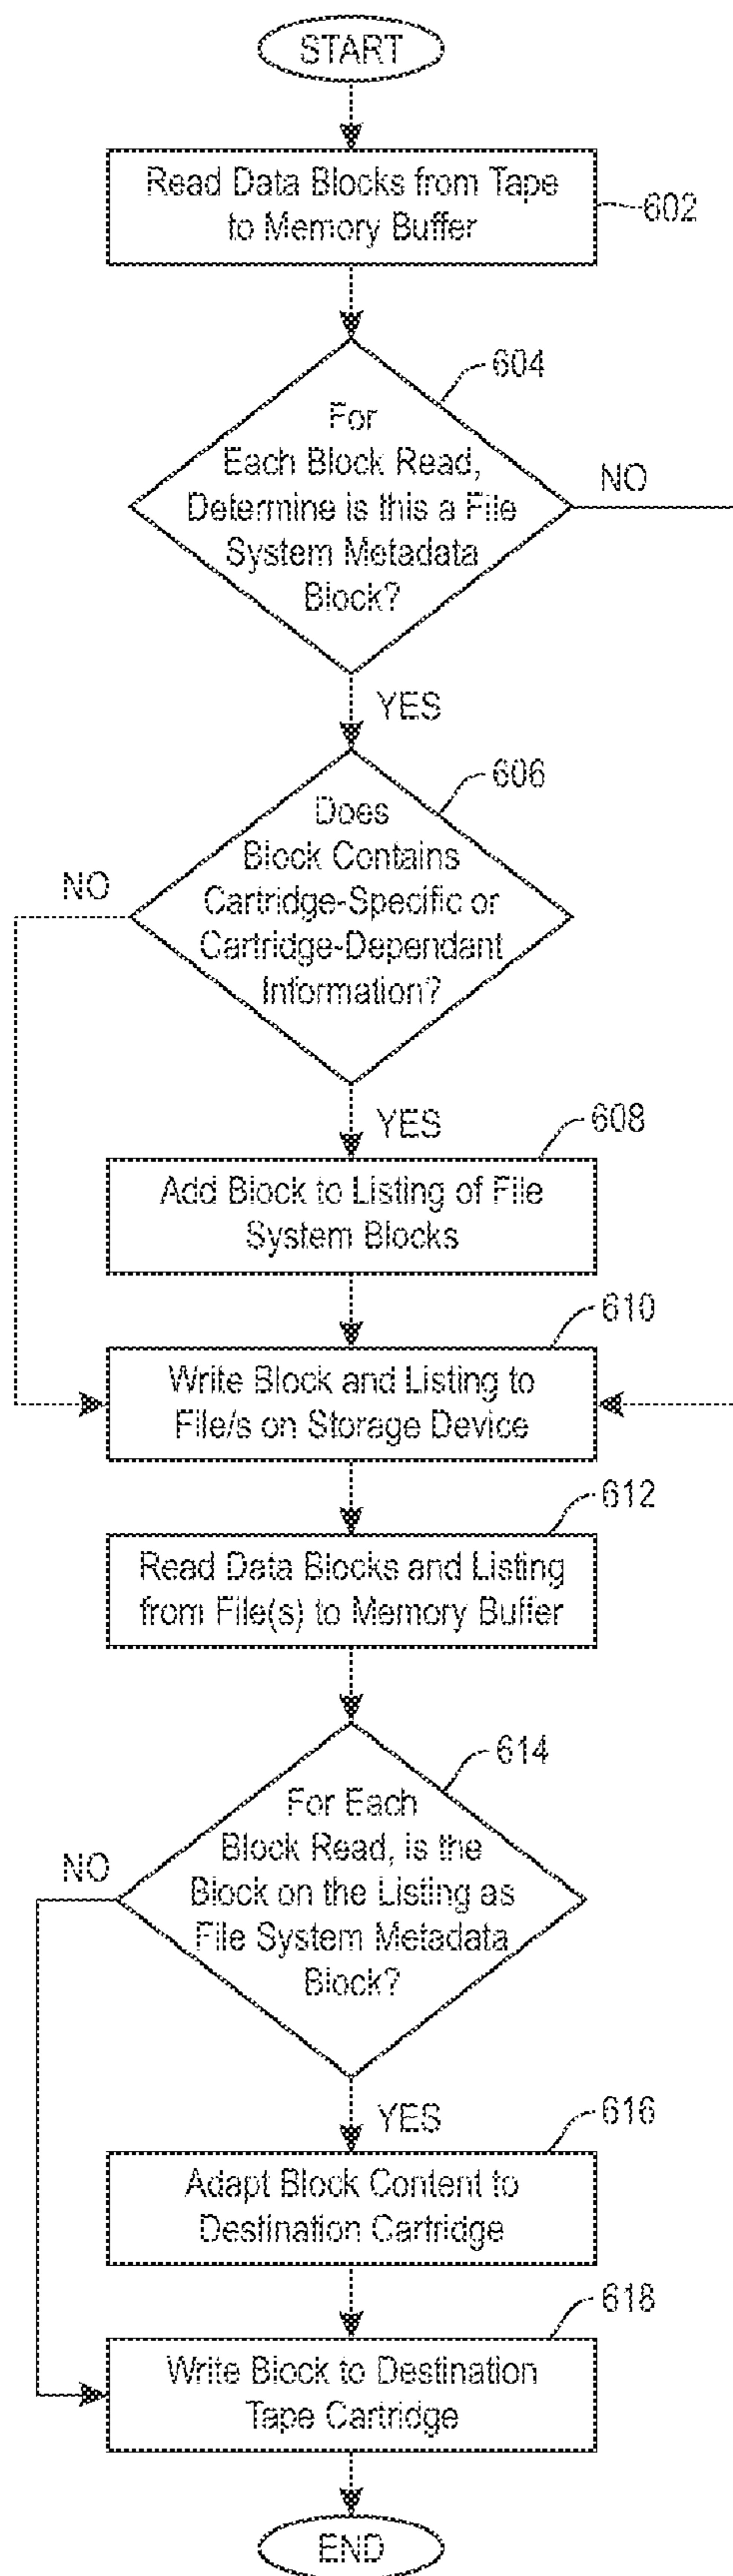 START
Read Data Blocks from Tape
to Memory Buffer
602
604
For
Each Block Read,
Determine is this a File
System Metadata
Block?
NO
YES
606
Does
Block Contains
Cartridge-Specific or
Cartridge-Dependant
Information?
NO
YES
608
Add Block to Listing of File
System Blocks
610
Write Block and Listing to
File/s on Storage Device
612
Read Data Blocks and Listing
from File(s) to Memory Buffer
614
For Each
Block Read, is the
Block on the Listing as
File System Metadata
Block?
NO
YES
616
Adapt Block Content to
Destination Cartridge
618
Write Block to Destination
Tape Cartridge
END